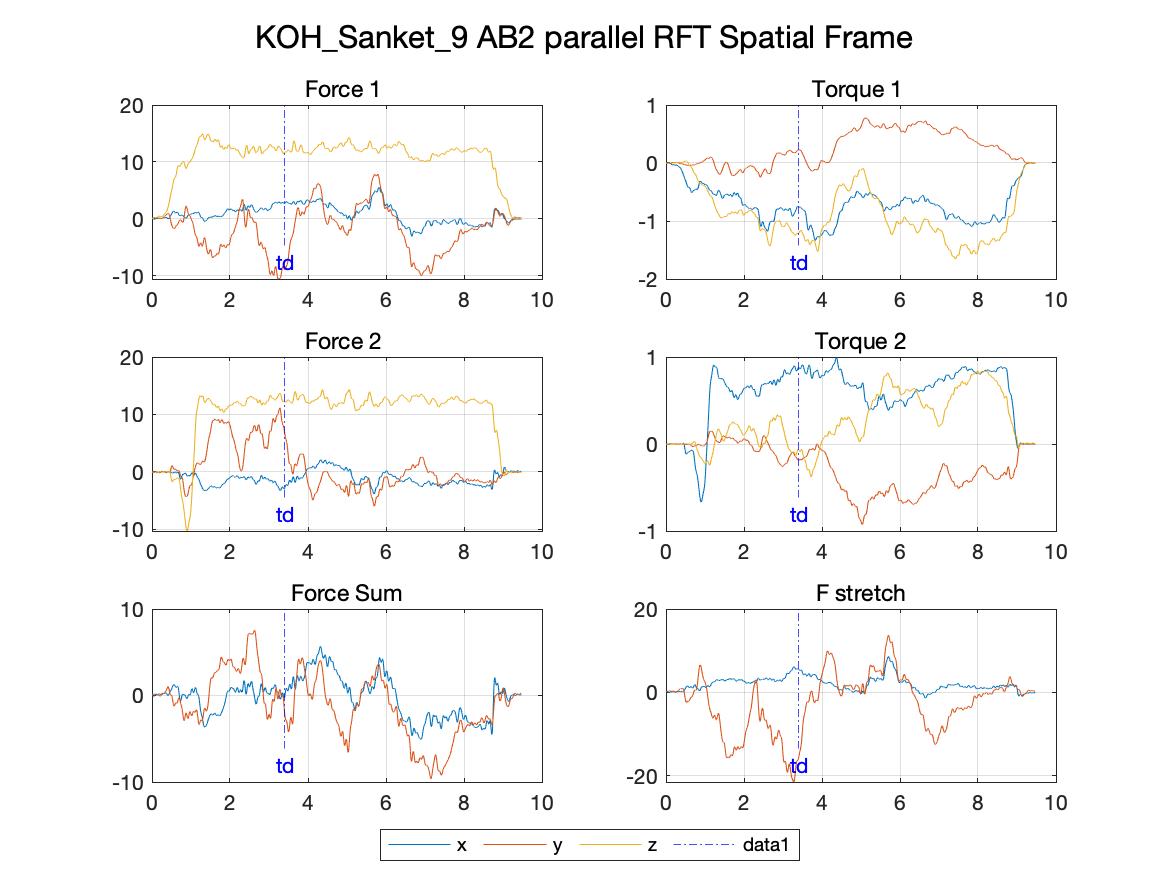 KOH_Sanket_9 AB2 parallel RFT Spatial Frame
Force 1
20
10
0
-10
td
0 2 4 6 8 10
Torque 1
1
0
-1
-2
td
0 2 4 6 8 10
Force 2
20
10
0
-10
td
0 2 4 6 8 10
Torque 2
1
0
-1
td
0 2 4 6 8 10
Force Sum
10
0
-10
td
0 2 4 6 8 10
F stretch
20
0
-20
td
0 2 4 6 8 10
x y z data1